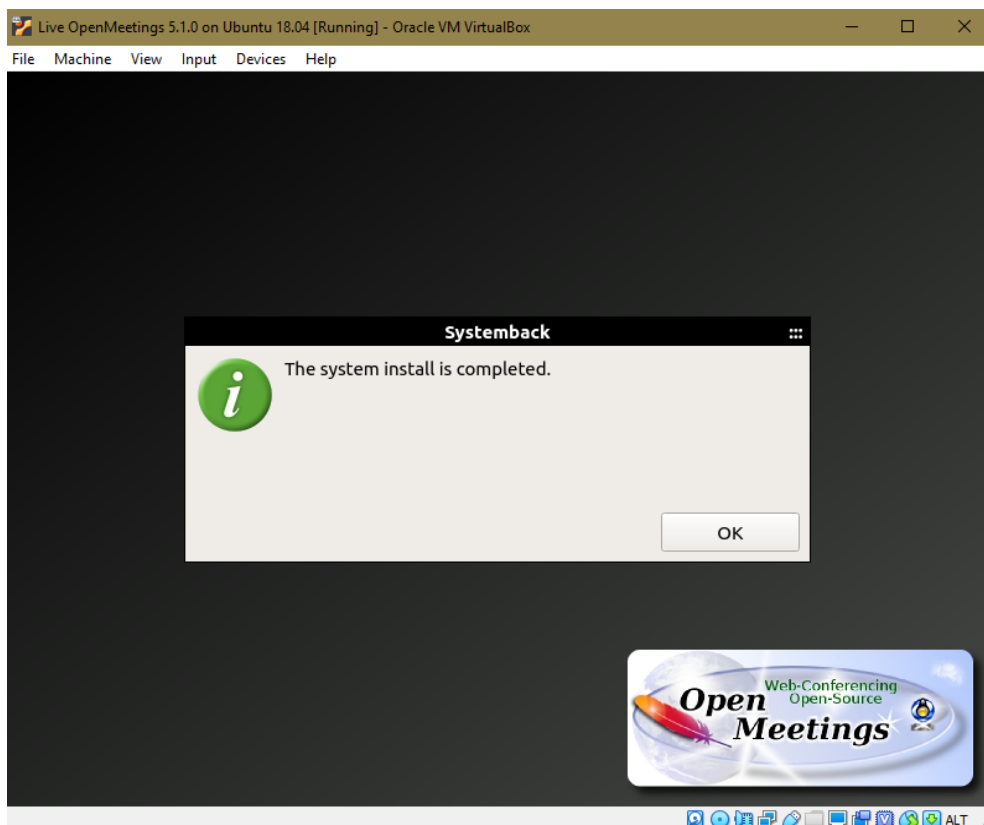 Live OpenMeetings 5.1.0 on Ubuntu 18.04 [Running] - Oracle VM VirtualBox
File Machine View Input Devices Help
Systemback
The system install is completed.
OK
Web-Conferencing
Open-Source
Open
Meetings
ALT